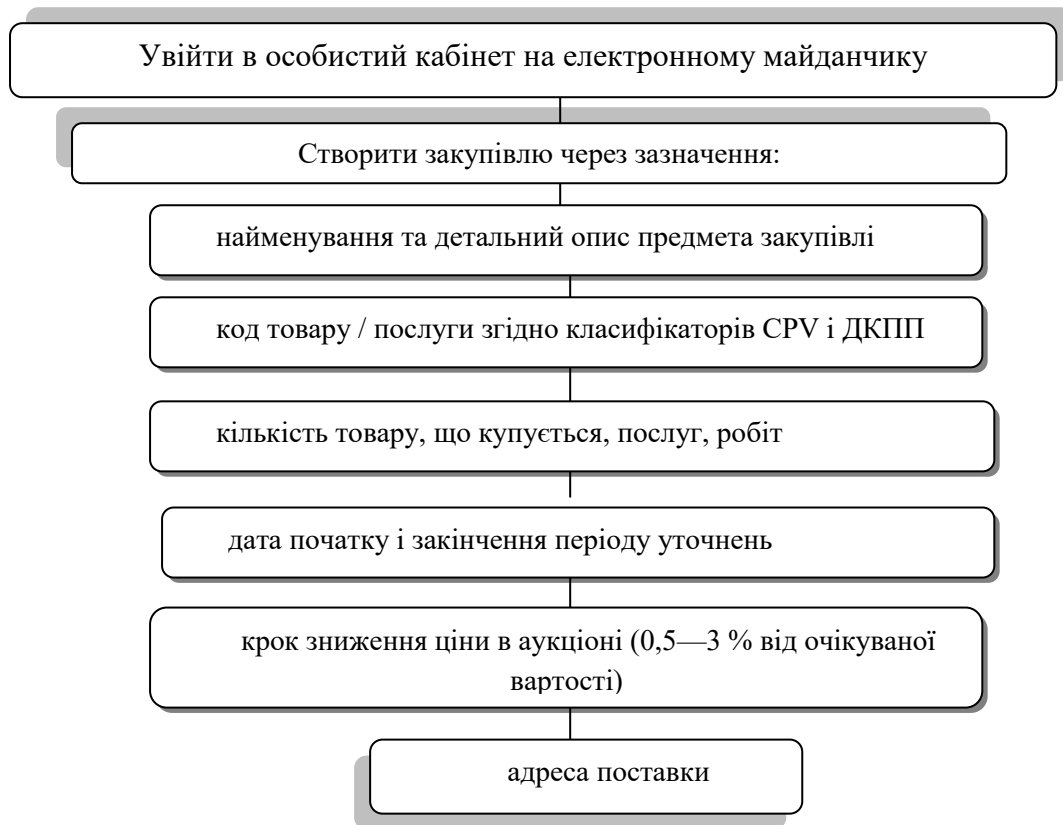 Увійти в особистий кабінет на електронному майданчику
Створити закупівлю через зазначення:
найменування та детальний опис предмета закупівлі
код товару / послуги згідно класифікаторів CPV і ДКПП
кількість товару, що купується, послуг, робіт
дата початку і закінчення періоду уточнень
крок зниження ціни в аукціоні (0,5—3 % від очікуваної
вартості)
адреса поставки